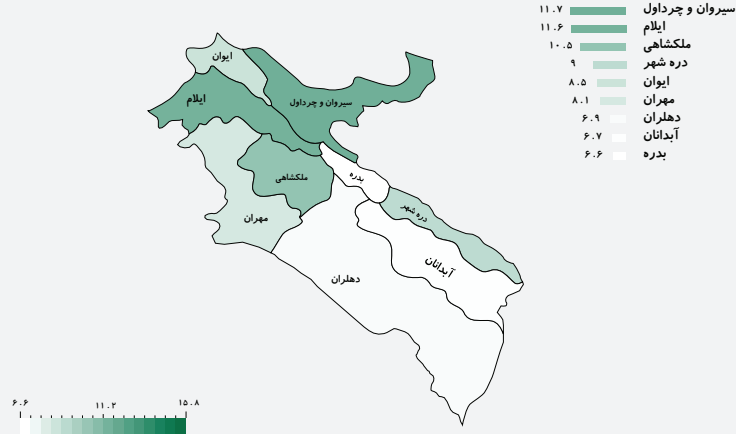 سیروان و چرداول ۱۱.۷
ایلام ۱۱.۶
ملکشاهی ۱۰.۵
دره شهر ۹
ایوان ۸.۵
مهران ۸.۱
دهلران ۶.۹
آبدانان ۶.۷
بدره ۶.۶
ایوان
ایلام
سیروان و چرداول
ملکشاهی
بدره
مهران
دره شهر
آبدانان
دهلران
۶.۶ ۱۱.۲ ۱۵.۸